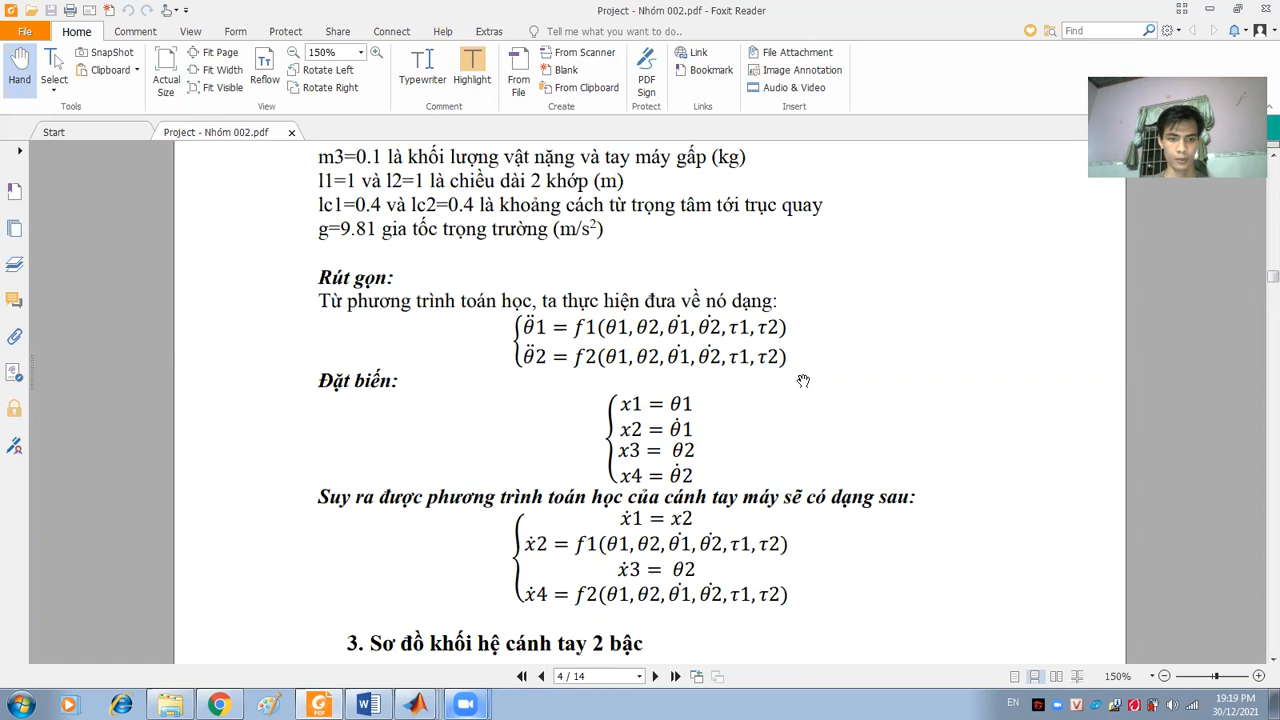 Project - Nhóm 002.pdf - Foxit Reader
File Home Comment View Form Protect Share Connect Help Extras Tell me what you want to do.. Find
Hand
Select
SnapShot
Clipboard
Actual Size
Fit Page
Fit Width
Fit Visible
Reflow
150%
Rotate Left
Rotate Right
Typewriter
Highlight
From File
From Scanner
Blank
From Clipboard
PDF Sign
Link
Bookmark
File Attachment
Image Annotation
Audio & Video
Tools View Comment Create Protect Links Insert
Start Project - Nhóm 002.pdf
m3=0.1 là khối lượng vật nặng và tay máy gấp (kg)
l1=1 và l2=1 là chiều dài 2 khớp (m)
lc1=0.4 và lc2=0.4 là khoảng cách từ trọng tâm tới trục quay
g=9.81 gia tốc trọng trường (m/s²)
Rút gọn:
Từ phương trình toán học, ta thực hiện đưa về nó dạng:
θ̈1 = f1(θ1, θ2, θ̇1, θ̇2, τ1, τ2)
θ̈2 = f2(θ1, θ2, θ̇1, θ̇2, τ1, τ2)
Đặt biến:
x1 = θ1
x2 = θ̇1
x3 = θ2
x4 = θ̇2
Suy ra được phương trình toán học của cánh tay máy sẽ có dạng sau:
ẋ1 = x2
ẋ2 = f1(θ1, θ2, θ̇1, θ̇2, τ1, τ2)
ẋ3 = θ2
ẋ4 = f2(θ1, θ2, θ̇1, θ̇2, τ1, τ2)
3. Sơ đồ khối hệ cánh tay 2 bậc
4 / 14
150%
EN
19:19 PM
30/12/2021